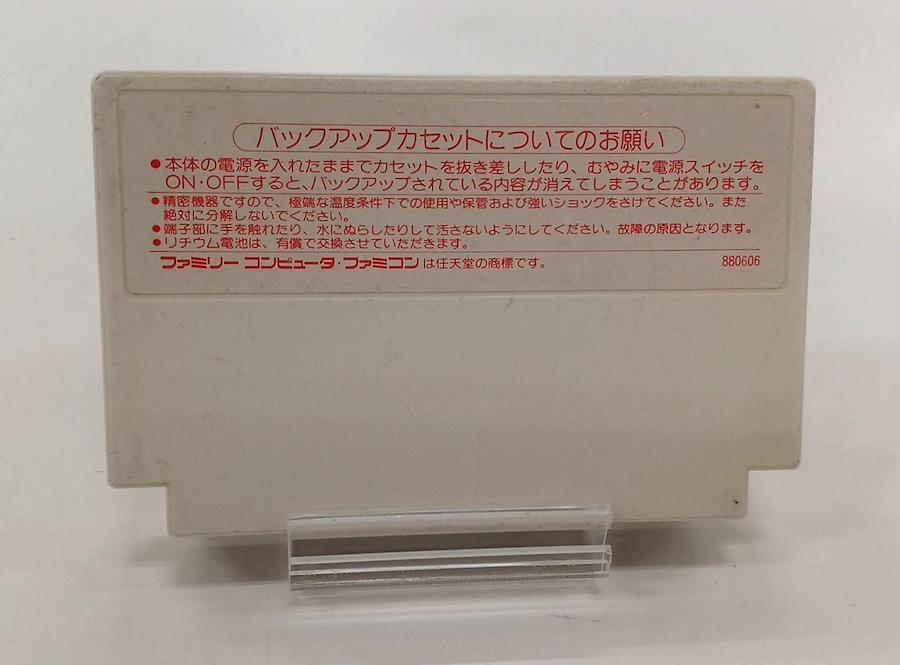 バックアップカセットについてのお願い
●本体の電源を入れたままでカセットを抜き差ししたり、むやみに電源スイッチを
ON・OFFすると、バックアップされている内容が消えてしまうことがあります。
●精密機器ですので、極端な温度条件下での使用や保管および強いショックをさけてください。また
絶対に分解しないでください。
●端子部に手を触れたり、水にぬらしたりして汚さないようにしてください。故障の原因となります。
●リチウム電池は、有償で交換させていただきます。
ファミリー コンピュータ・ファミコンは任天堂の商標です。 880606